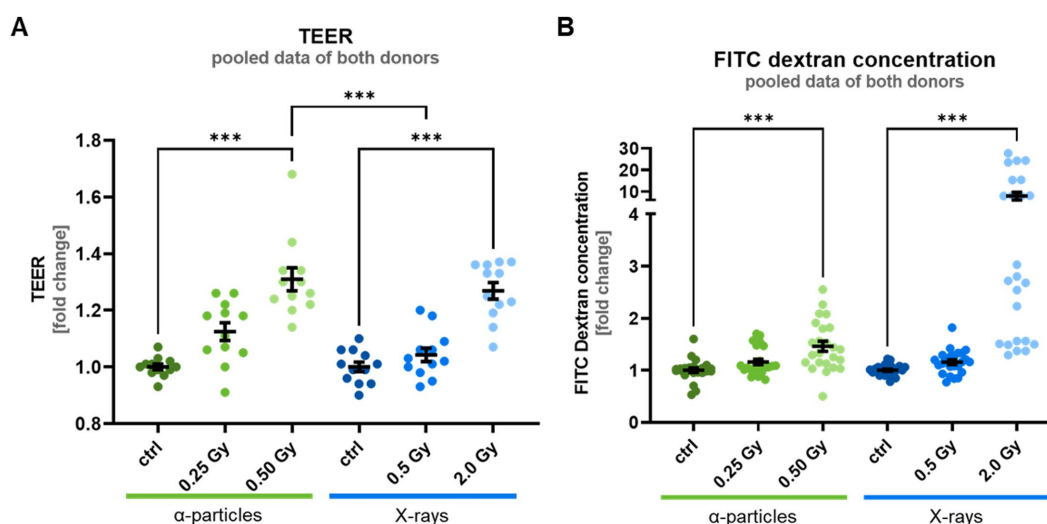 A
TEER
pooled data of both donors
***
***
***
1.8
1.6
1.4
1.2
1.0
0.8
TEER
[fold change]
ctrl
0.25 Gy
0.50 Gy
ctrl
0.5 Gy
2.0 Gy
α-particles
X-rays
B
FITC dextran concentration
pooled data of both donors
***
***
30
20
10
4
3
2
1
0
FITC Dextran concentration
[fold change]
ctrl
0.25 Gy
0.50 Gy
ctrl
0.5 Gy
2.0 Gy
α-particles
X-rays